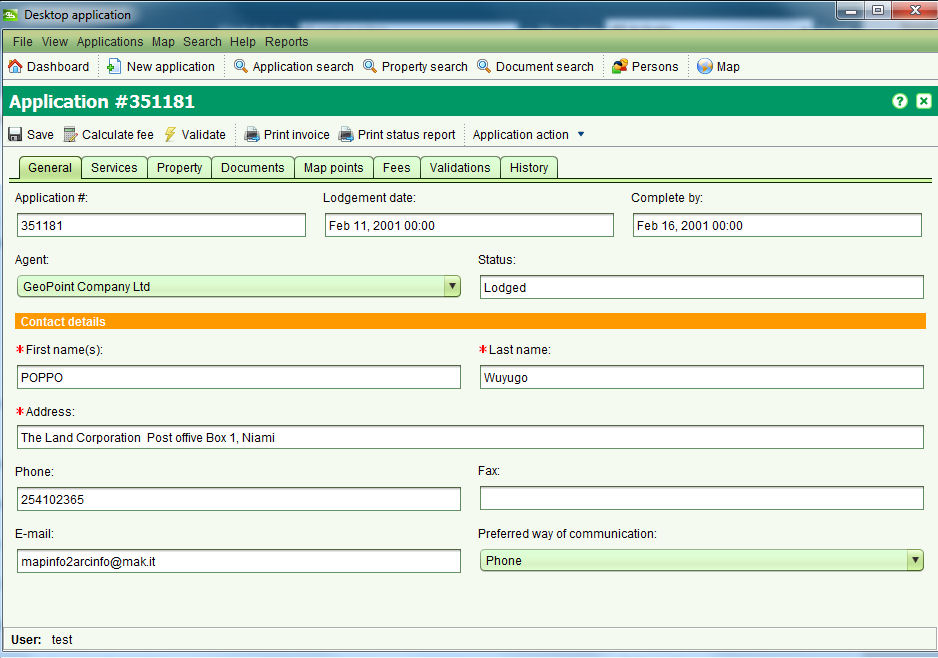 Desktop application
File View Applications Map Search Help Reports
Dashboard New application Application search Property search Document search Persons Map
Application #351181
Save Calculate fee Validate Print invoice Print status report Application action
General Services Property Documents Map points Fees Validations History
Application #: Lodgement date: Complete by:
351181 Feb 11, 2001 00:00 Feb 16, 2001 00:00
Agent: Status:
GeoPoint Company Ltd Lodged
Contact details
*First name(s): *Last name:
POPPO Wuyugo
*Address:
The Land Corporation Post offive Box 1, Niami
Phone: Fax:
254102365
E-mail: Preferred way of communication:
mapinfo2arcinfo@mak.it Phone
User: test